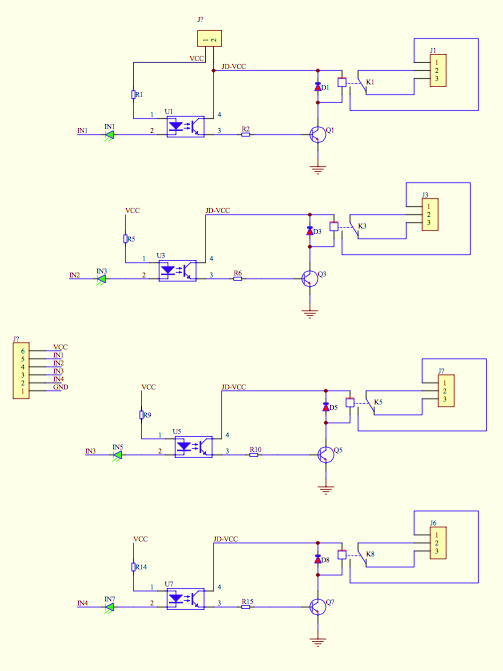 J?
1 2
VCC
JD-VCC
J1
1
2
3
K1
D1
R1
U1
1
4
IN1
IN1
2
3
R2
Q1
VCC
JD-VCC
J3
1
2
3
K3
D3
R5
U3
1
4
IN2
IN3
2
3
R6
Q3
J?
6 VCC
5 IN1
4 IN2
3 IN3
2 IN4
1 GND
VCC
JD-VCC
J?
1
2
3
K5
D5
R9
U5
1
4
IN3
IN5
2
3
R10
Q5
VCC
JD-VCC
J6
1
2
3
K8
D8
R14
U7
1
4
IN4
IN7
2
3
R15
Q7